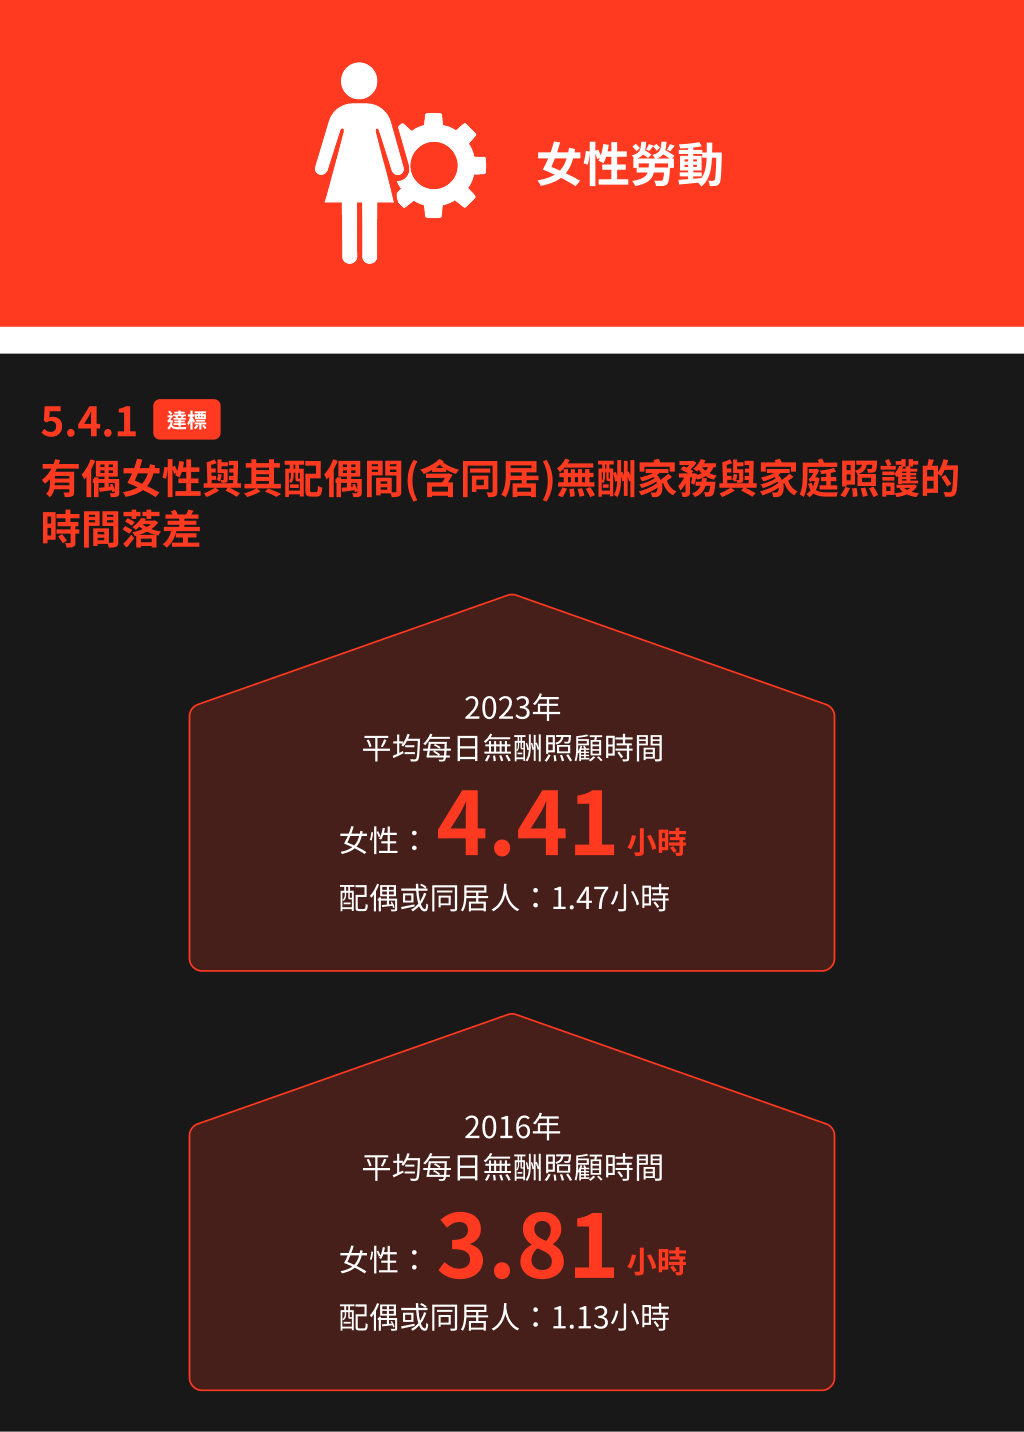 女性勞動
5.4.1 達標
有偶女性與其配偶間(含同居)無酬家務與家庭照護的
時間落差
2023年
平均每日無酬照顧時間
女性：4.41小時
配偶或同居人：1.47小時
2016年
平均每日無酬照顧時間
女性：3.81小時
配偶或同居人：1.13小時